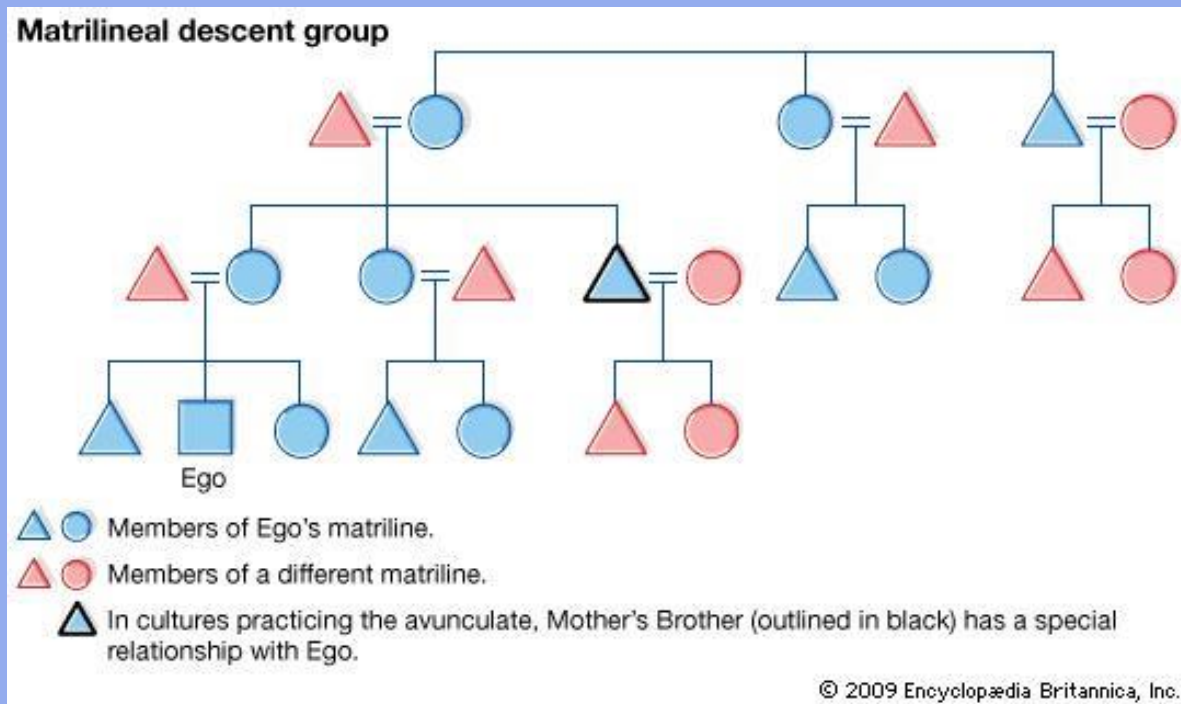 Matrilineal descent group
Ego
Members of Ego's matriline.
Members of a different matriline.
In cultures practicing the avunculate, Mother's Brother (outlined in black) has a special
relationship with Ego.
© 2009 Encyclopædia Britannica, Inc.